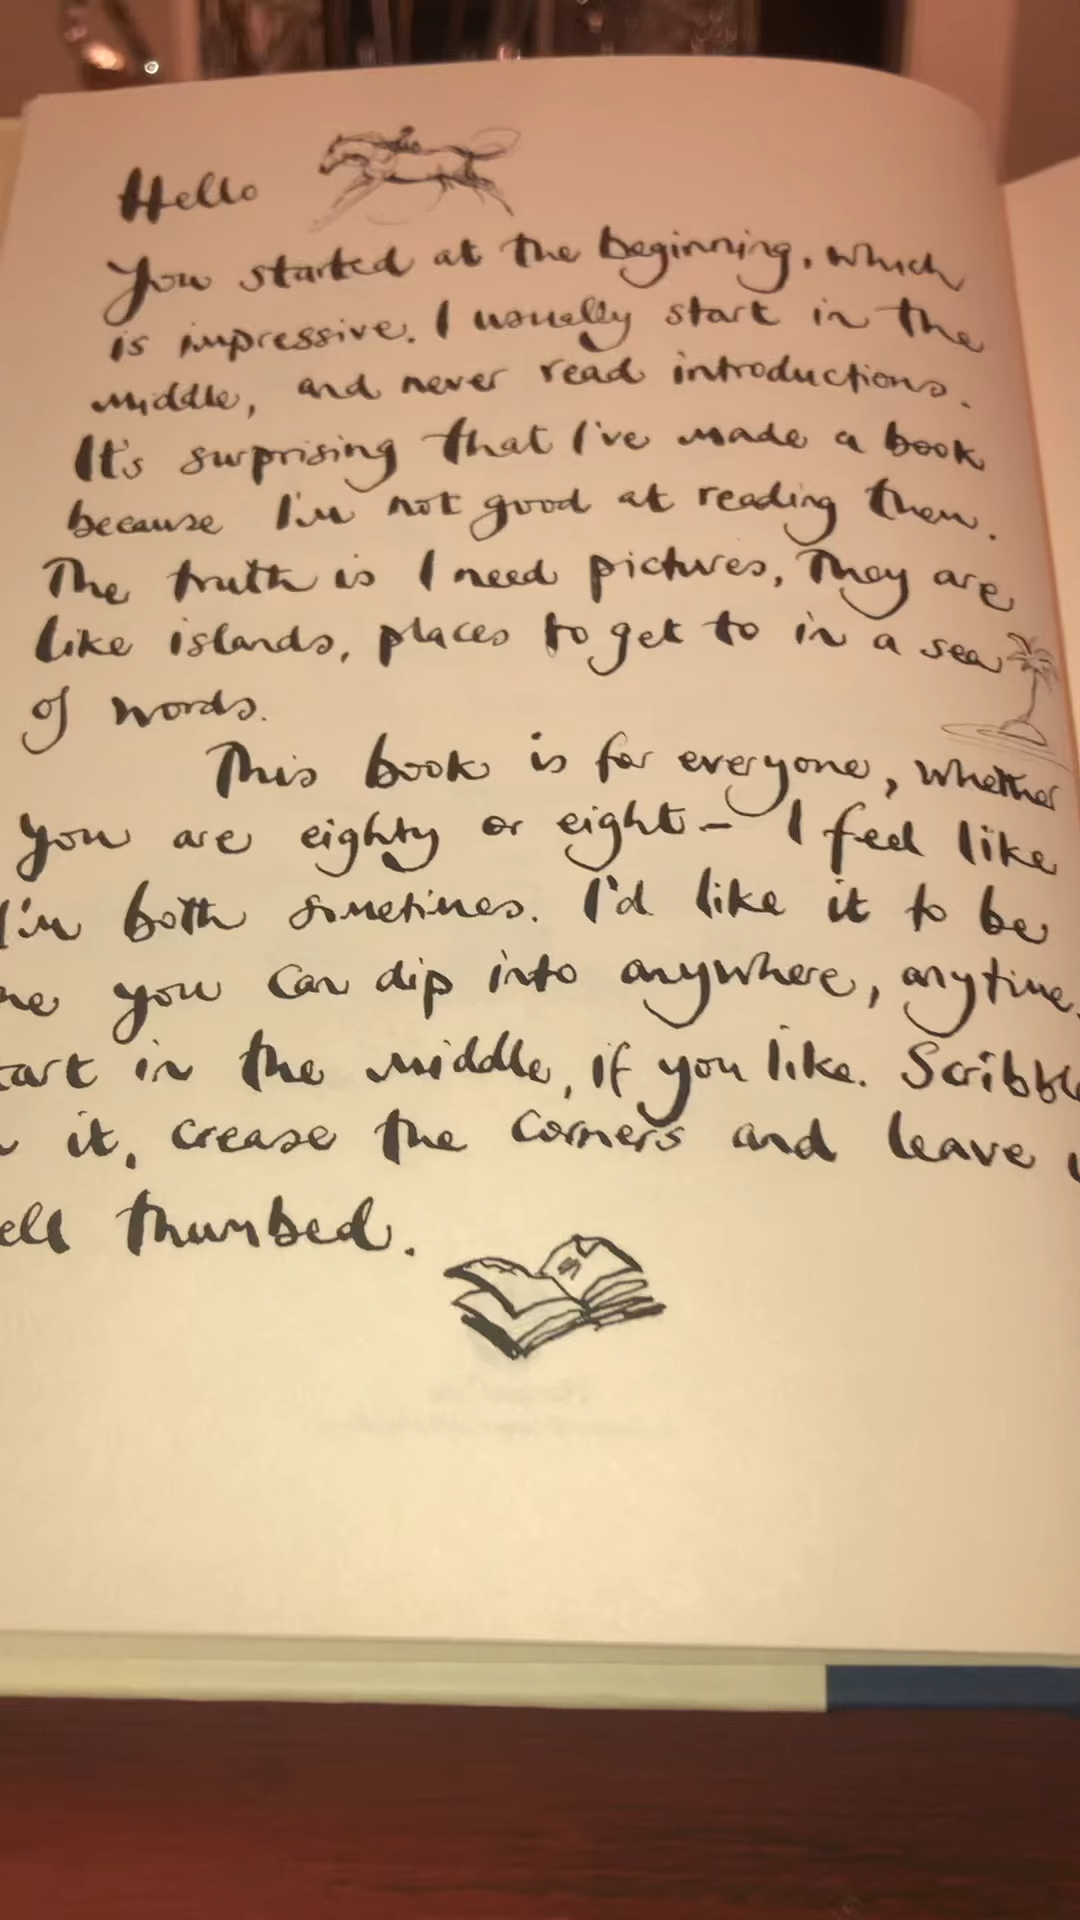 Hello
You started at the beginning, which
is impressive. I usually start in the
middle, and never read introductions.
It's surprising that I've made a book
because I'm not good at reading them.
The truth is I need pictures, They are
like islands, places to get to in a sea
of words.
This book is for everyone, whether
you are eighty or eight – I feel like
I'm both sometimes. I'd like it to be
ne you can dip into anywhere, anytime.
tart in the middle, if you like. Scribble
it, crease the corners and leave
ell thumbed.